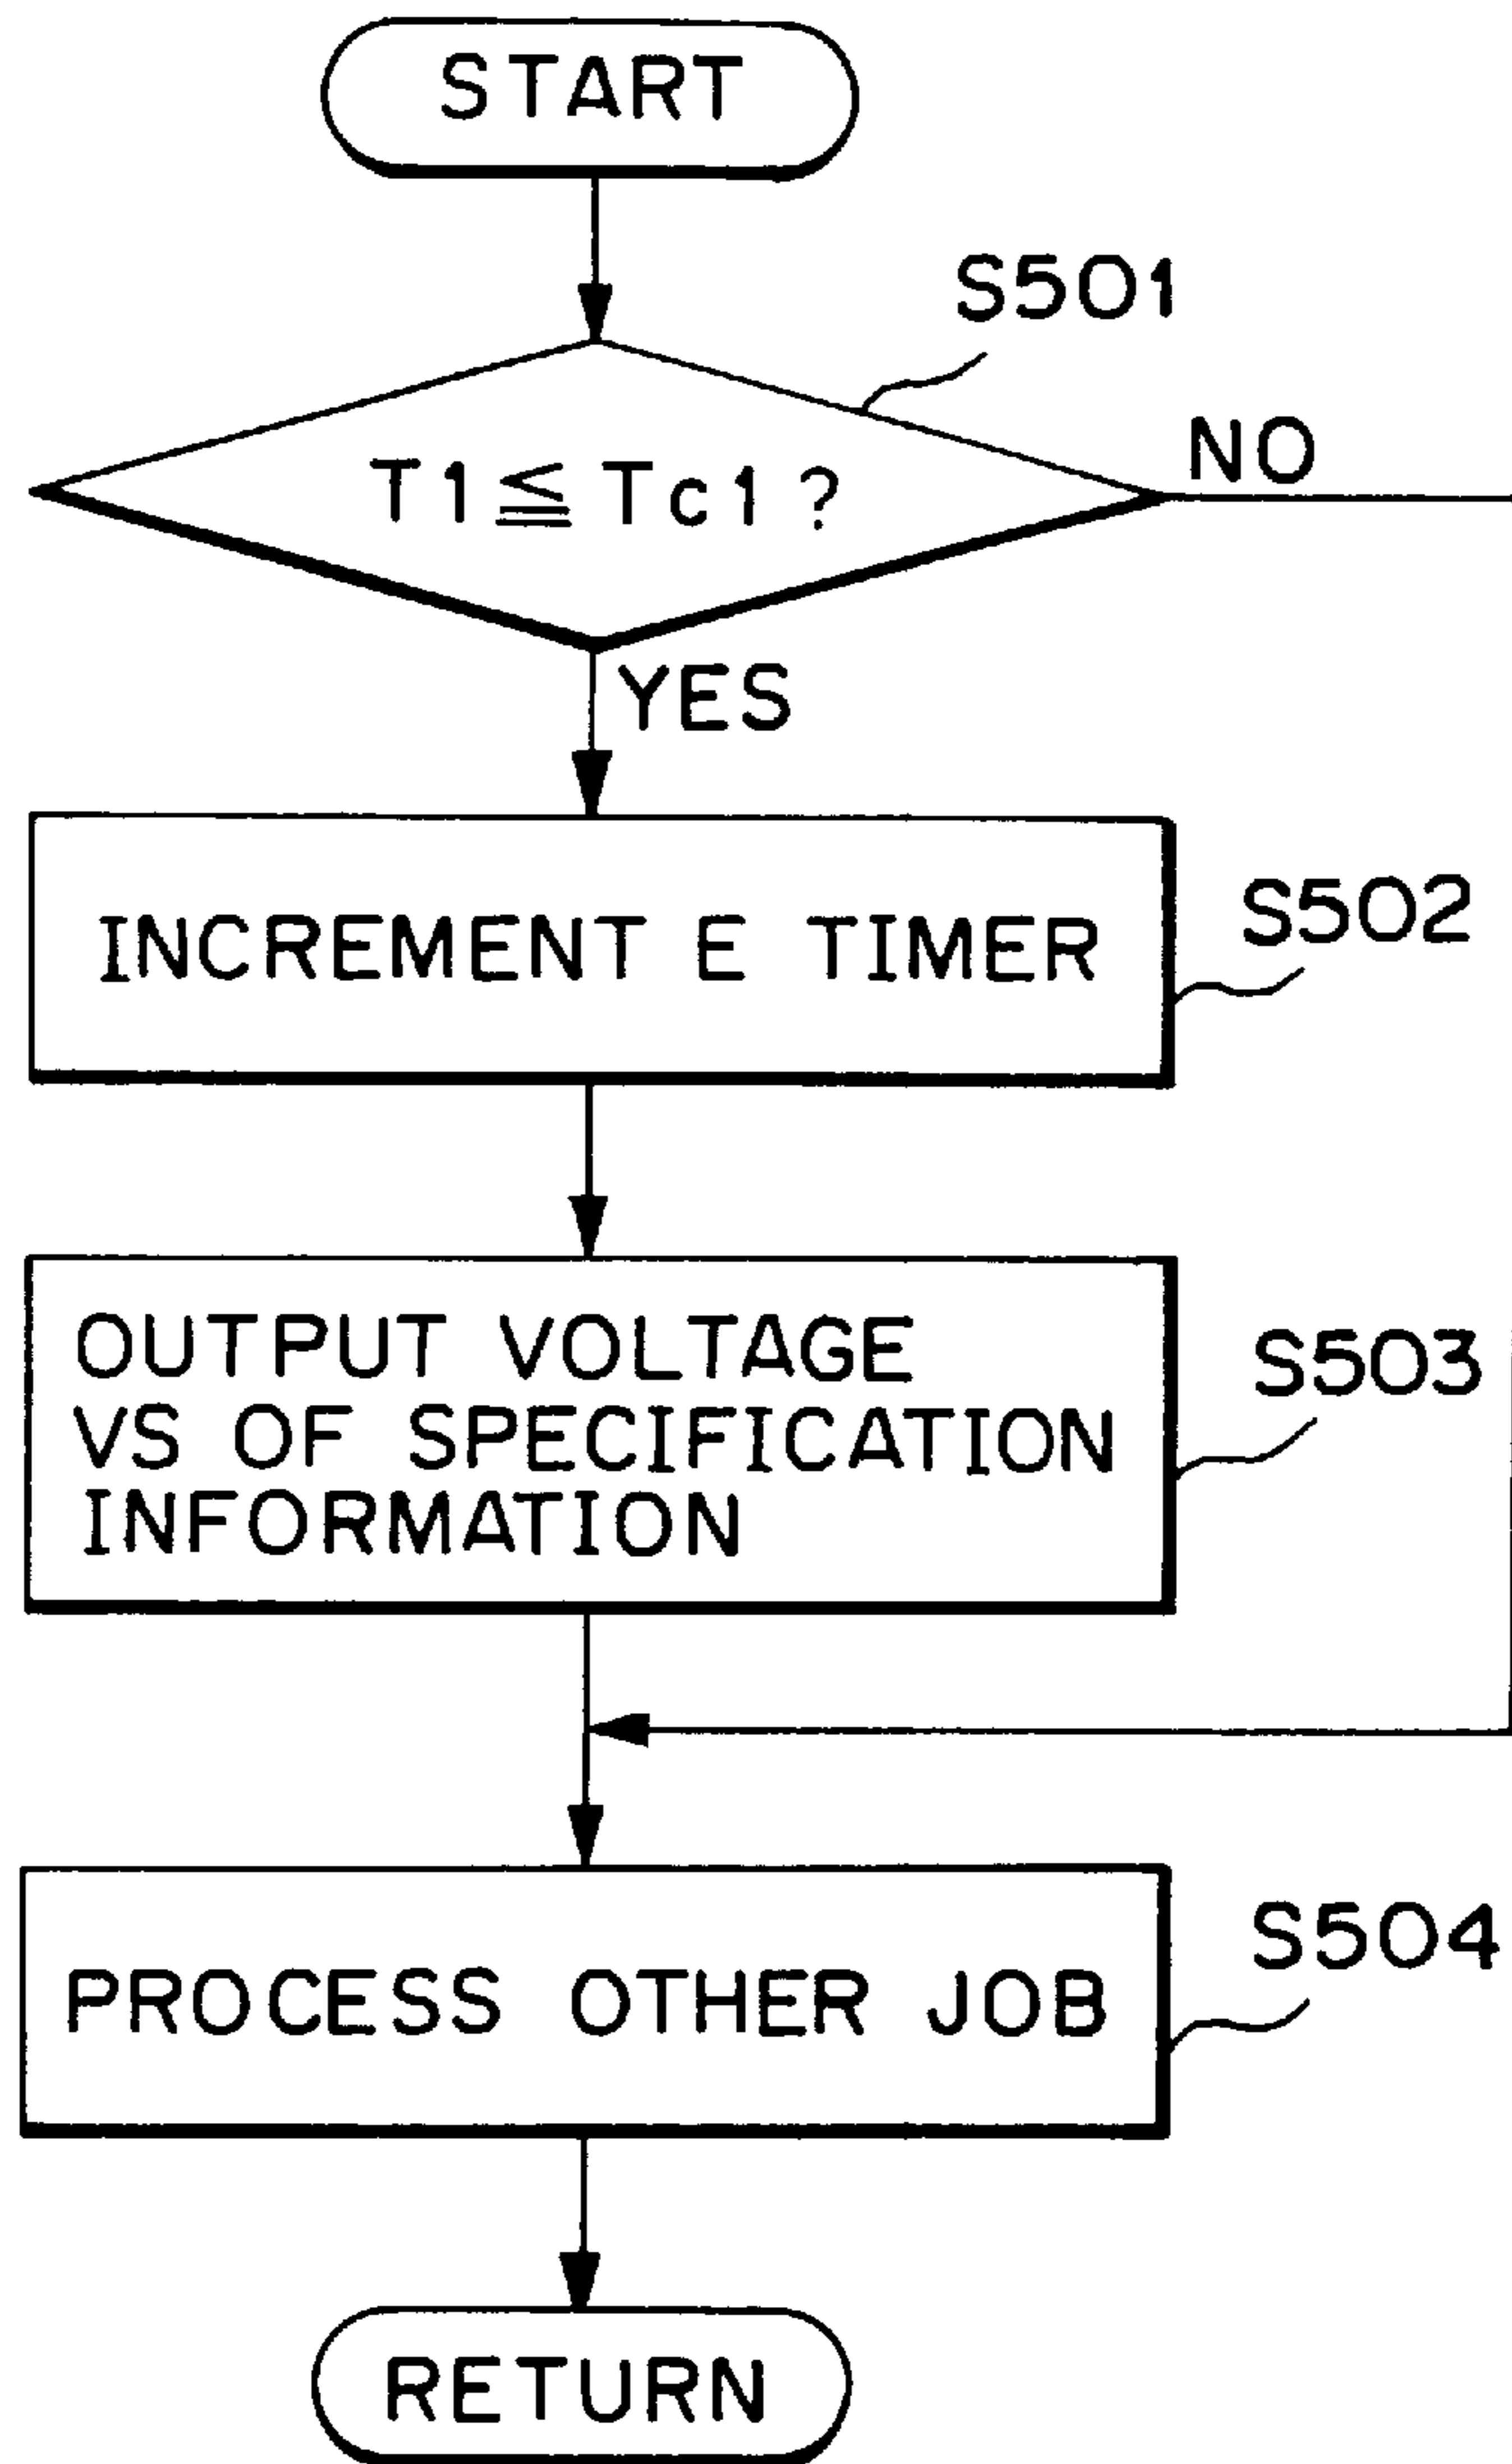 START
S501
T1≦Tc1?
NO
YES
INCREMENT E TIMER
S502
OUTPUT VOLTAGE
VS OF SPECIFICATION
INFORMATION
S503
PROCESS OTHER JOB
S504
RETURN